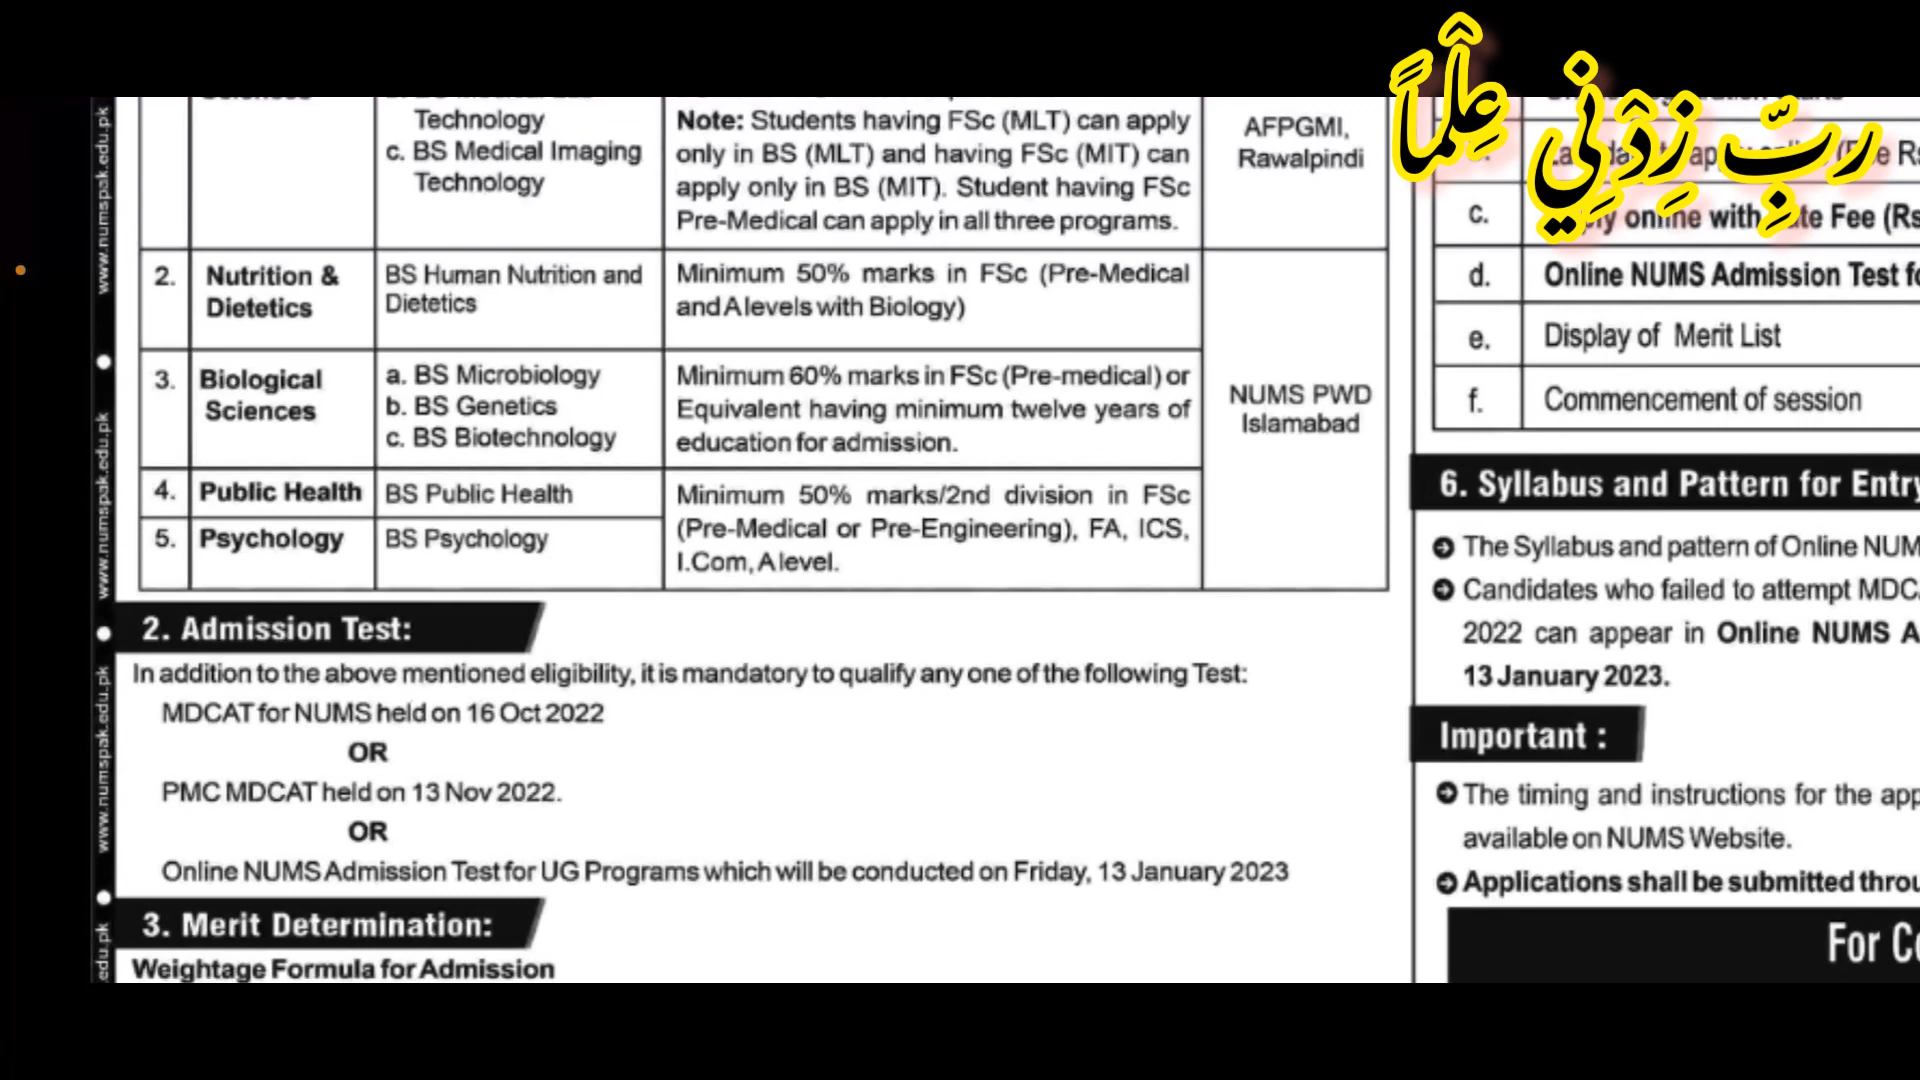 رَبِّ زِدْنِي عِلْمًا
www.numspak.edu.pk
www.numspak.edu.pk
www.numspak.edu.pk
edu.pk
Technology
c. BS Medical Imaging
Technology
Note: Students having FSc (MLT) can apply
only in BS (MLT) and having FSc (MIT) can
apply only in BS (MIT). Student having FSc
Pre-Medical can apply in all three programs.
AFPGMI,
Rawalpindi
2.
Nutrition &
Dietetics
BS Human Nutrition and
Dietetics
Minimum 50% marks in FSc (Pre-Medical
and A levels with Biology)
3.
Biological
Sciences
a. BS Microbiology
b. BS Genetics
c. BS Biotechnology
Minimum 60% marks in FSc (Pre-medical) or
Equivalent having minimum twelve years of
education for admission.
NUMS PWD
Islamabad
4.
Public Health
BS Public Health
5.
Psychology
BS Psychology
Minimum 50% marks/2nd division in FSc
(Pre-Medical or Pre-Engineering), FA, ICS,
I.Com, A level.
2. Admission Test:
In addition to the above mentioned eligibility, it is mandatory to qualify any one of the following Test:
MDCAT for NUMS held on 16 Oct 2022
OR
PMC MDCAT held on 13 Nov 2022.
OR
Online NUMS Admission Test for UG Programs which will be conducted on Friday, 13 January 2023
3. Merit Determination:
Weightage Formula for Admission
c.
online with Fee (Rs
d.
Online NUMS Admission Test fo
e.
Display of Merit List
f.
Commencement of session
6. Syllabus and Pattern for Entry
The Syllabus and pattern of Online NUM
Candidates who failed to attempt MDC
2022 can appear in Online NUMS A
13 January 2023.
Important :
The timing and instructions for the app
available on NUMS Website.
Applications shall be submitted throu
For Co